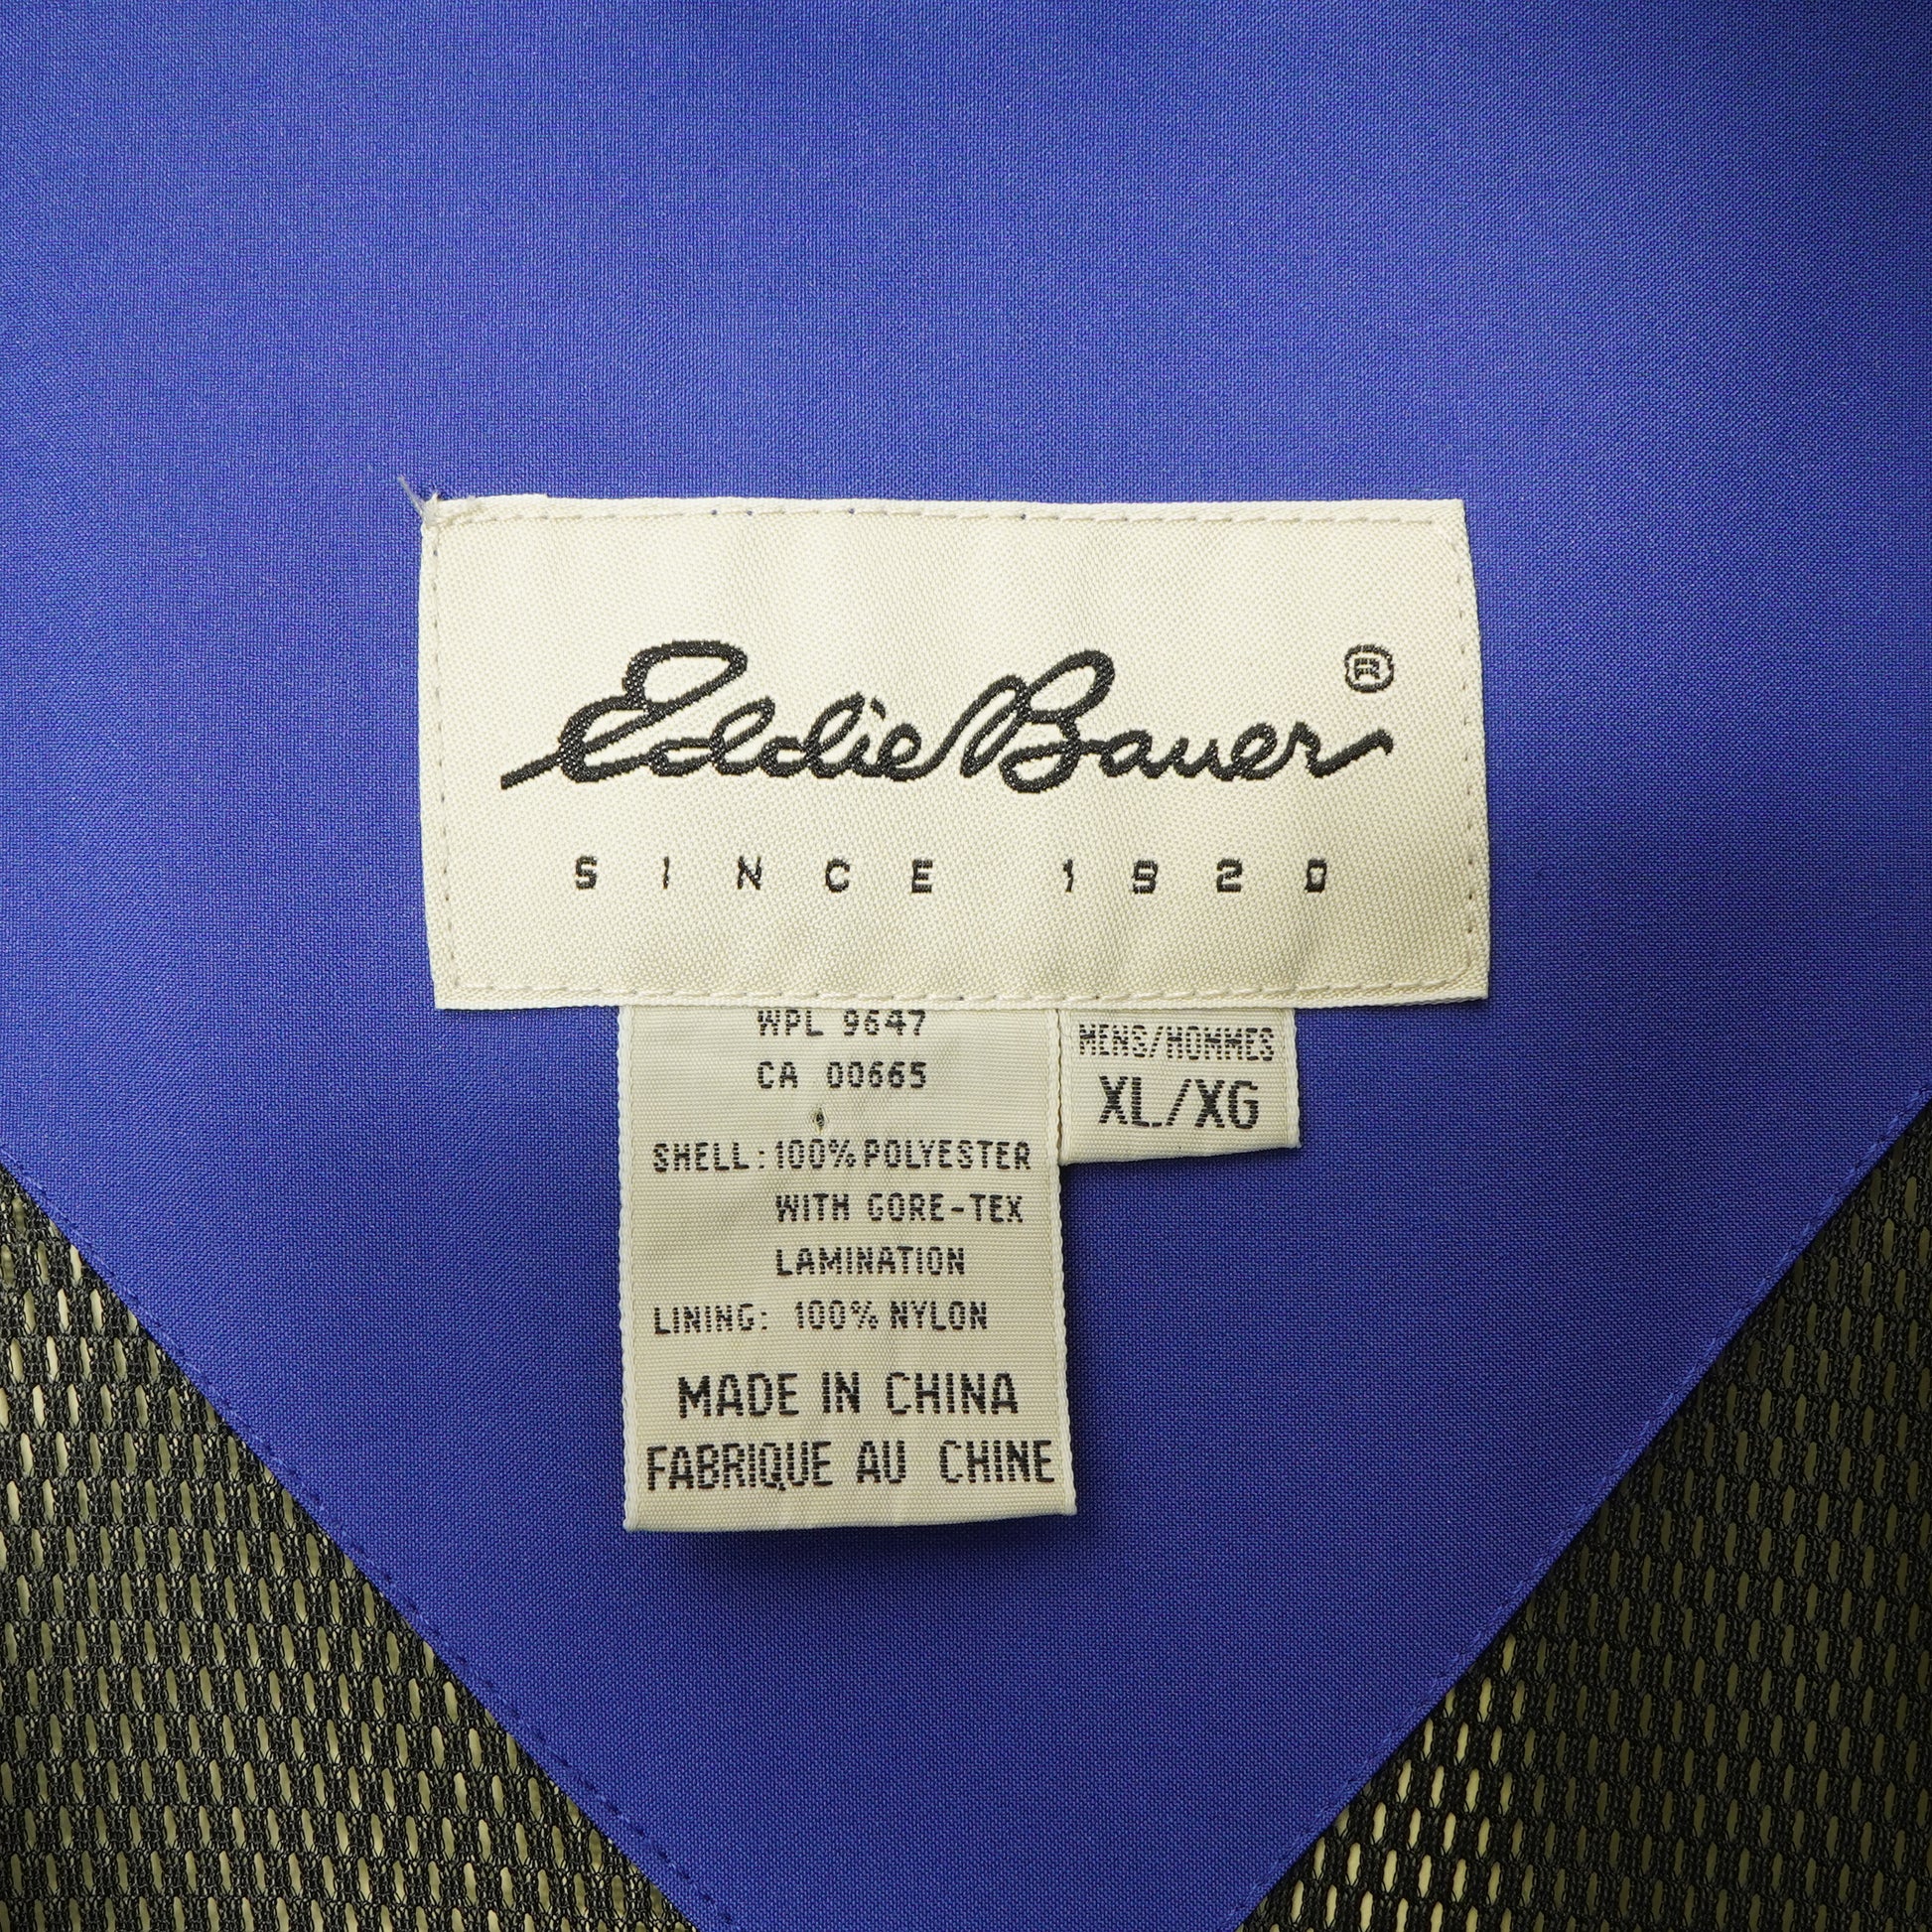 Eddie Bauer ®
SINCE 1920
WPL 9647
CA 00665
SHELL: 100% POLYESTER
WITH GORE-TEX
LAMINATION
LINING: 100% NYLON
MADE IN CHINA
FABRIQUE AU CHINE
MENS/HOMMES
XL/XG